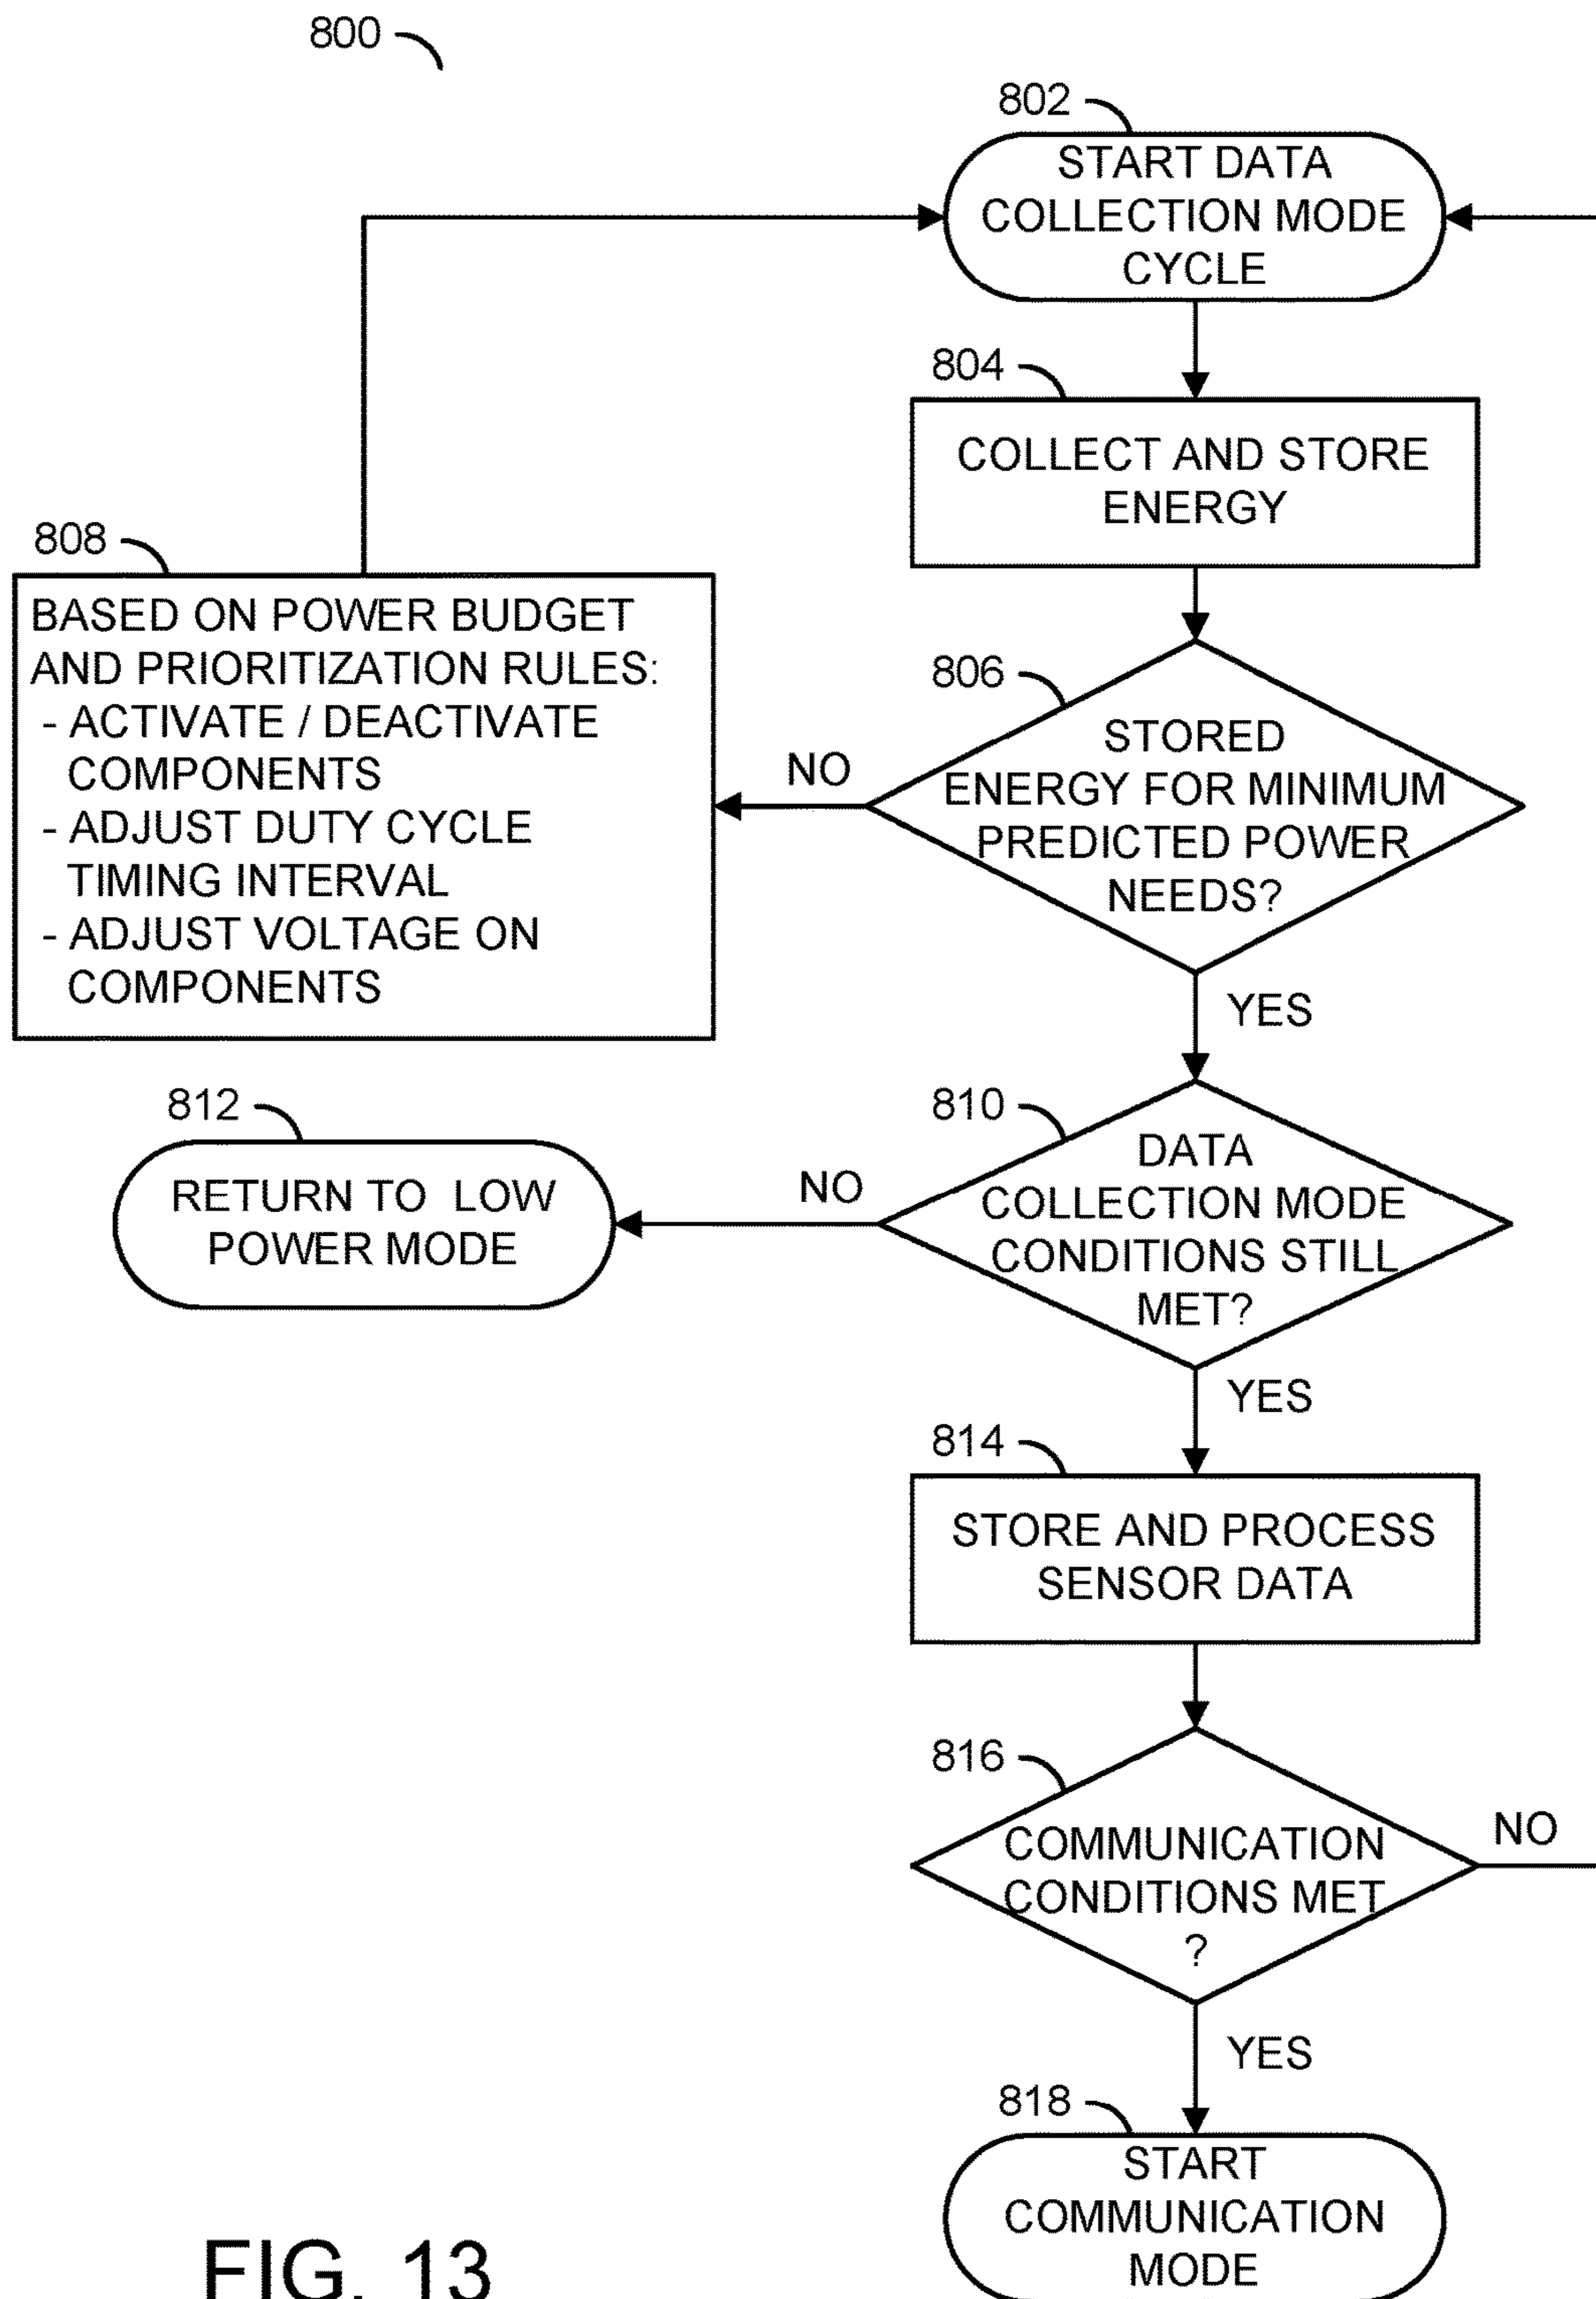 800
802
START DATA
COLLECTION MODE
CYCLE
804
COLLECT AND STORE
ENERGY
808
BASED ON POWER BUDGET
AND PRIORITIZATION RULES:
- ACTIVATE / DEACTIVATE
COMPONENTS
- ADJUST DUTY CYCLE
TIMING INTERVAL
- ADJUST VOLTAGE ON
COMPONENTS
806
STORED
ENERGY FOR MINIMUM
PREDICTED POWER
NEEDS?
NO
YES
812
RETURN TO LOW
POWER MODE
810
DATA
COLLECTION MODE
CONDITIONS STILL
MET?
NO
YES
814
STORE AND PROCESS
SENSOR DATA
816
COMMUNICATION
CONDITIONS MET
?
NO
YES
818
START
COMMUNICATION
MODE
FIG. 13